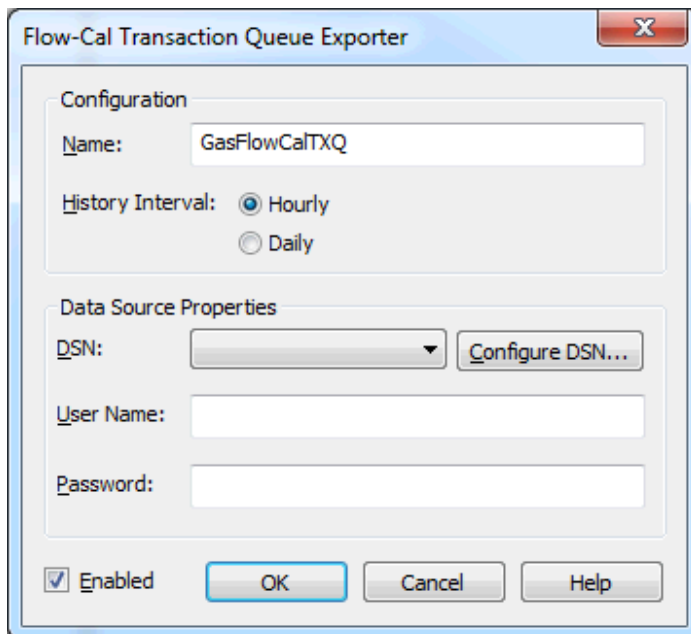 Flow-Cal Transaction Queue Exporter
Configuration
Name: GasFlowCalTXQ
History Interval: Hourly
Daily
Data Source Properties
DSN: Configure DSN...
User Name:
Password:
Enabled OK Cancel Help